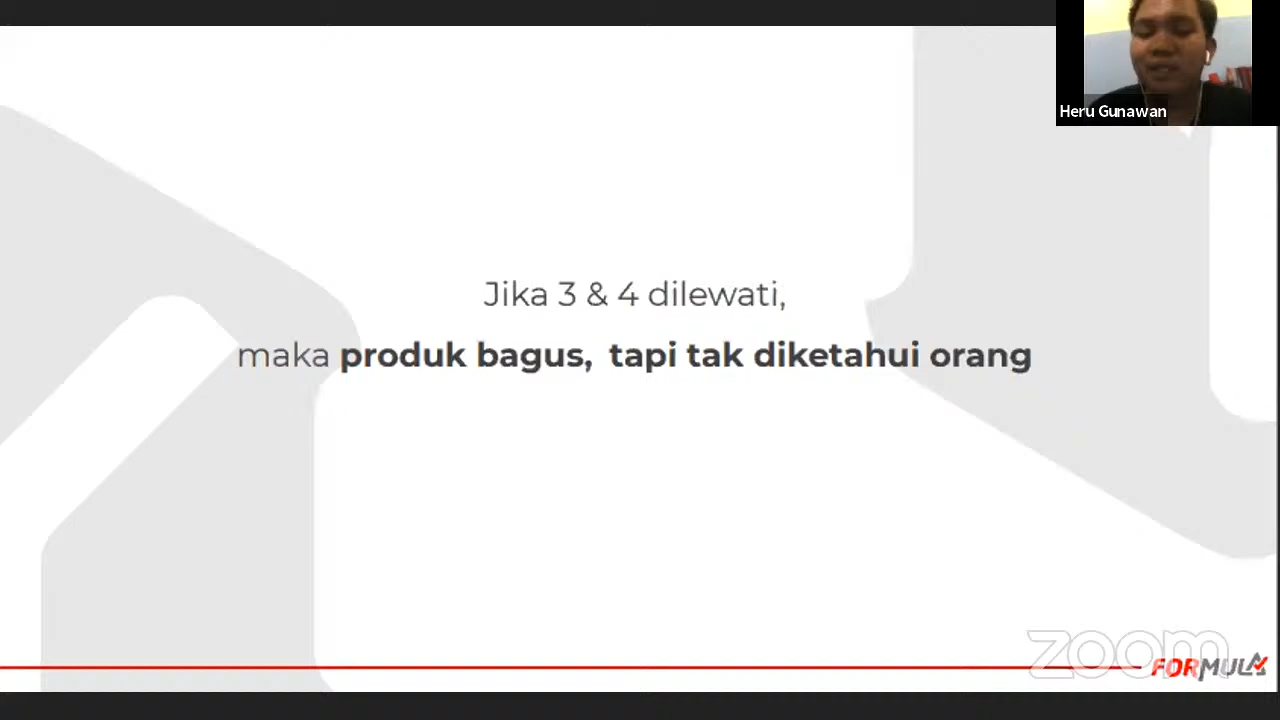 Heru Gunawan
Jika 3 & 4 dilewati,
maka produk bagus, tapi tak diketahui orang
zoom
FORMULA